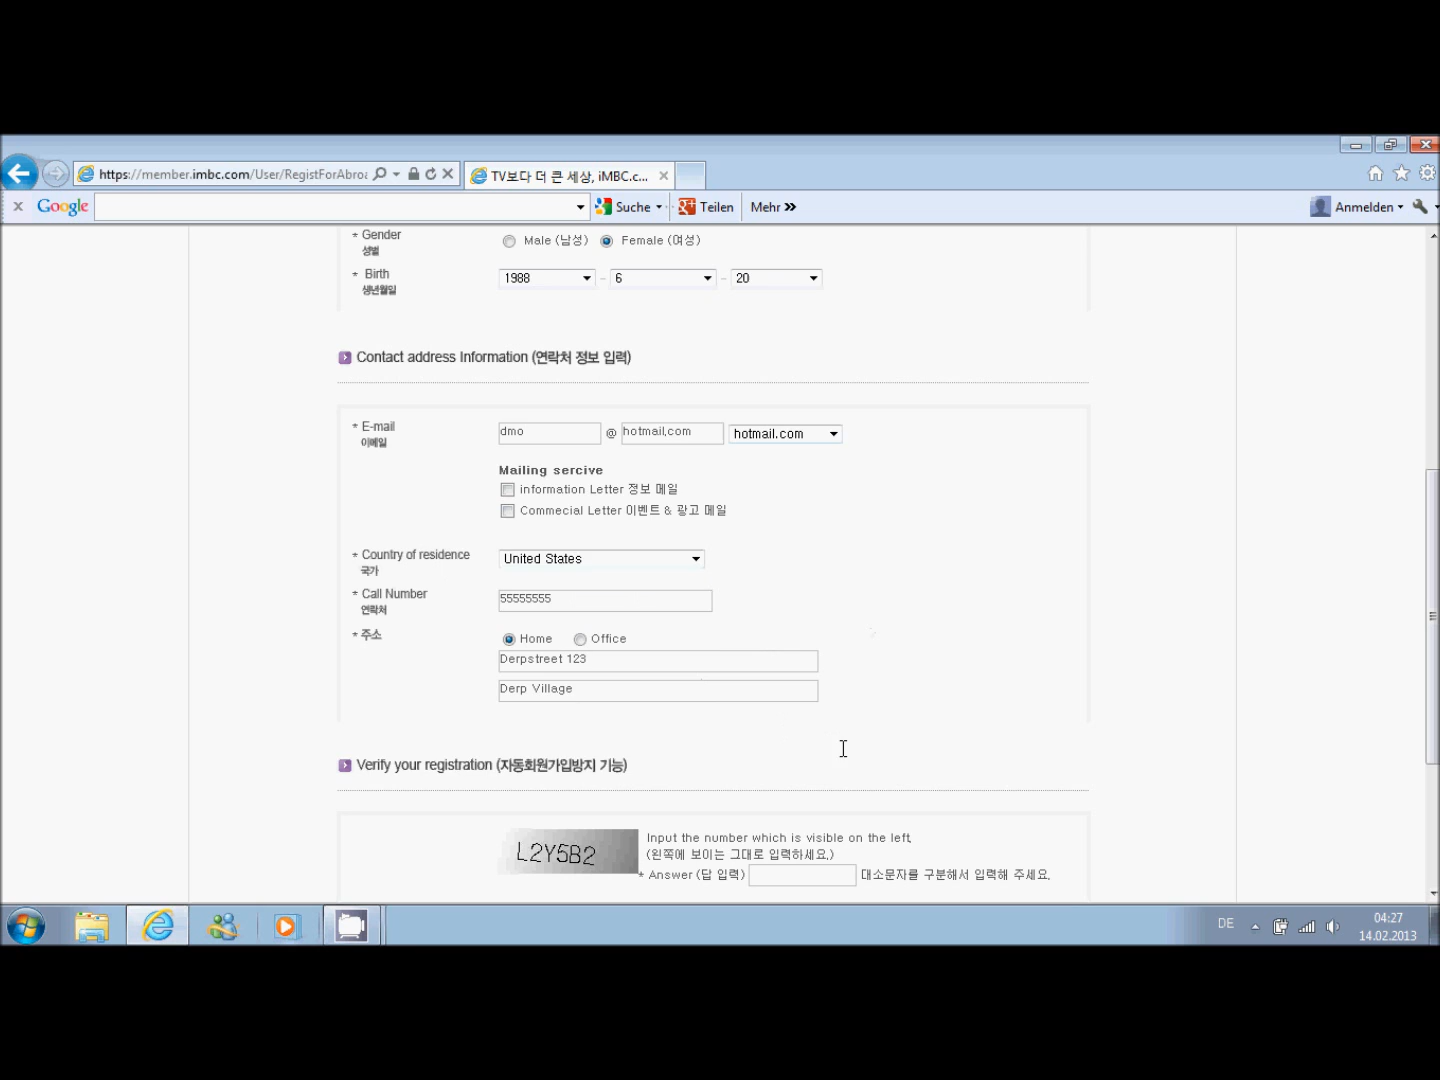 https://member.imbc.com/User/RegistForAbroa
TV보다 더 큰 세상, iMBC.c...
Google
Suche
Teilen
Mehr
Anmelden
* Gender
성별
Male (남성)
Female (여성)
* Birth
생년월일
1988
- 6
- 20
Contact address Information (연락처 정보 입력)
* E-mail
이메일
dmo
@
hotmail.com
hotmail.com
Mailing sercive
information Letter 정보 메일
Commecial Letter 이벤트 & 광고 메일
* Country of residence
국가
United States
* Call Number
연락처
55555555
* 주소
Home
Office
Derpstreet 123
Derp Village
Verify your registration (자동회원가입방지 기능)
L2Y5B2
Input the number which is visible on the left.
(왼쪽에 보이는 그대로 입력하세요.)
* Answer (답 입력)
대소문자를 구분해서 입력해 주세요.
DE
04:27
14.02.2013